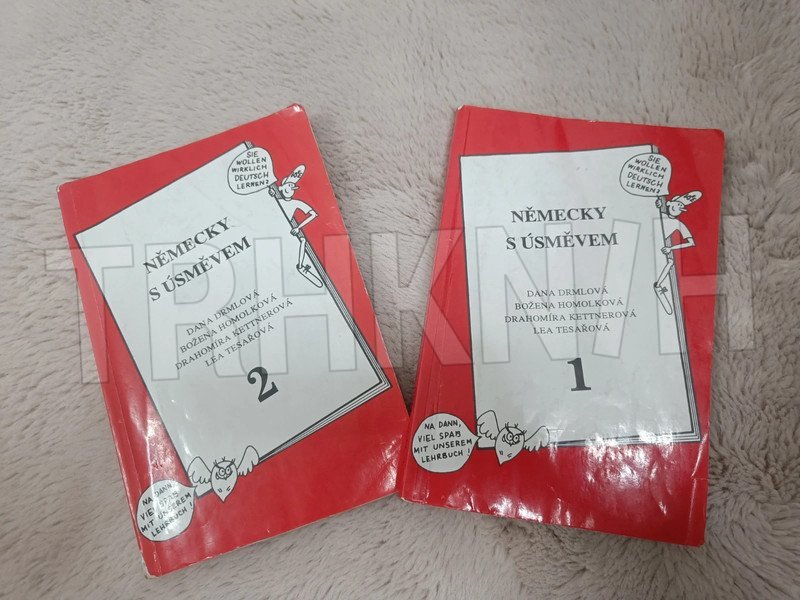 SIE
WOLLEN
WIRKLICH
DEUTSCH
LERNEN?
NĚMECKY
S ÚSMĚVEM
DANA DRMLOVÁ
BOŽENA HOMOLKOVÁ
DRAHOMÍRA KETTNEROVÁ
LEA TESAŘOVÁ
2
NA DANN,
VIEL SPAß
MIT UNSEREM
LEHRBUCH!
SIE
WOLLEN
WIRKLICH
DEUTSCH
LERNEN?
NĚMECKY
S ÚSMĚVEM
DANA DRMLOVÁ
BOŽENA HOMOLKOVÁ
DRAHOMÍRA KETTNEROVÁ
LEA TESAŘOVÁ
1
NA DANN,
VIEL SPAß
MIT UNSEREM
LEHRBUCH!
TRHKNIH